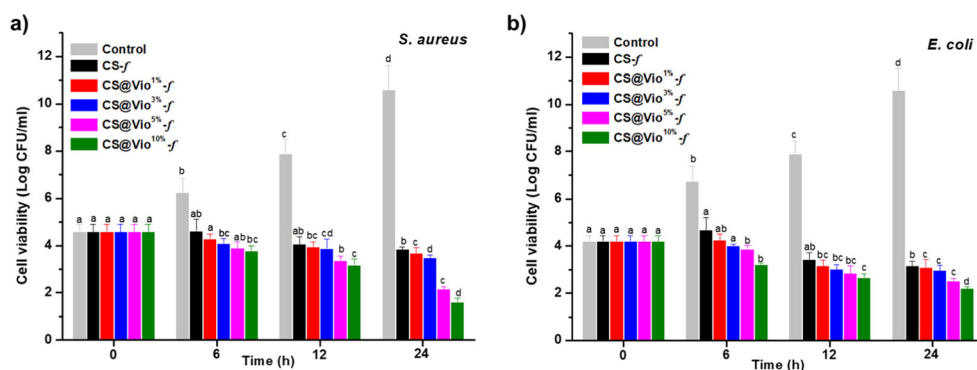 a)
S. aureus
Control
CS-f
CS@Vio1%-f
CS@Vio3%-f
CS@Vio5%-f
CS@Vio10%-f
Cell viability (Log CFU/ml)
12
10
8
6
4
2
0
a a a a a a
b ab a bc ab bc
c ab bc cd b c
d b c d c d
0 6 12 24
Time (h)
b)
E. coli
Control
CS-f
CS@Vio1%-f
CS@Vio3%-f
CS@Vio5%-f
CS@Vio10%-f
Cell viability (Log CFU/ml)
12
10
8
6
4
2
0
a a a a a a
b a ab a a b
c ab bc bc bc c
d b c c c d
0 6 12 24
Time (h)